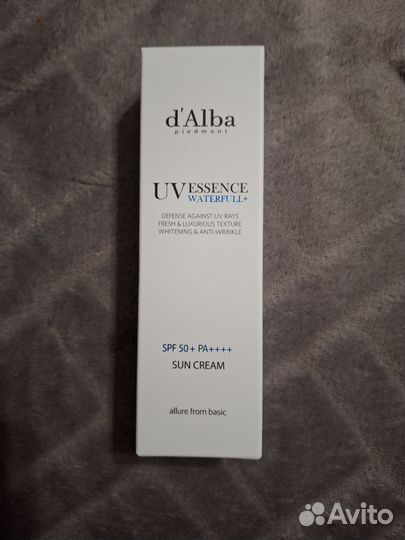 d'Alba
piedmont
UV ESSENCE
WATERFULL+
DEFENSE AGAINST UV RAYS
FRESH & LUXURIOUS TEXTURE
WHITENING & ANTI-WRINKLE
SPF 50+ PA++++
SUN CREAM
allure from basic
Avito